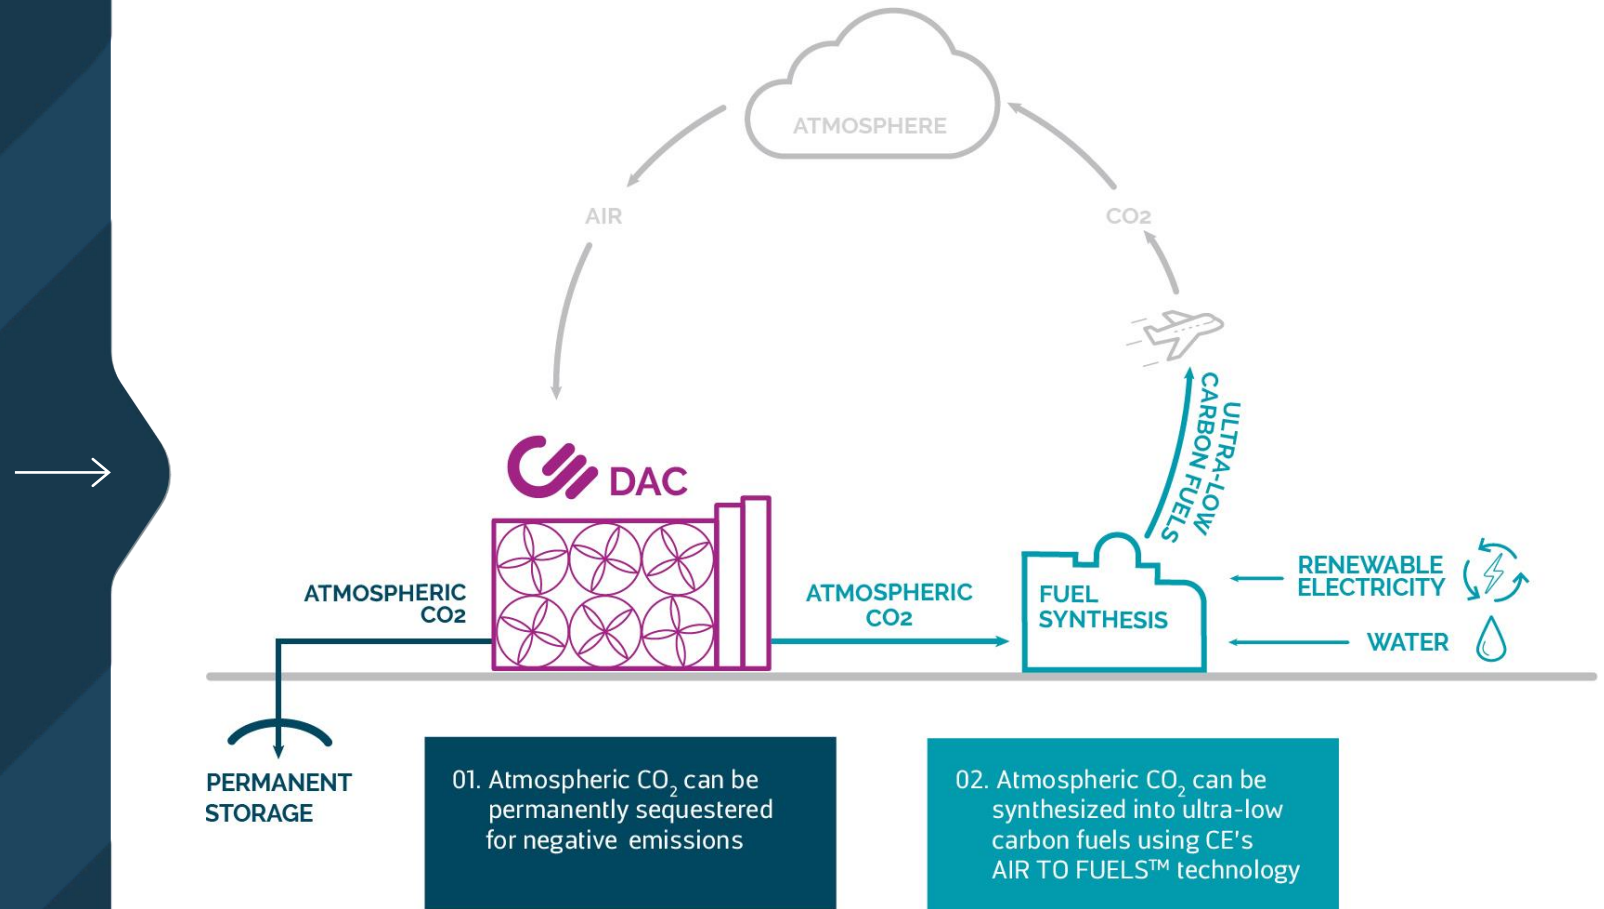 ATMOSPHERE
AIR
CO2
DAC
ULTRA-LOW
CARBON FUELS
ATMOSPHERIC
CO2
ATMOSPHERIC
CO2
FUEL
SYNTHESIS
RENEWABLE
ELECTRICITY
WATER
PERMANENT
STORAGE
01. Atmospheric CO₂ can be
permanently sequestered
for negative emissions
02. Atmospheric CO₂ can be
synthesized into ultra-low
carbon fuels using CE's
AIR TO FUELS™ technology